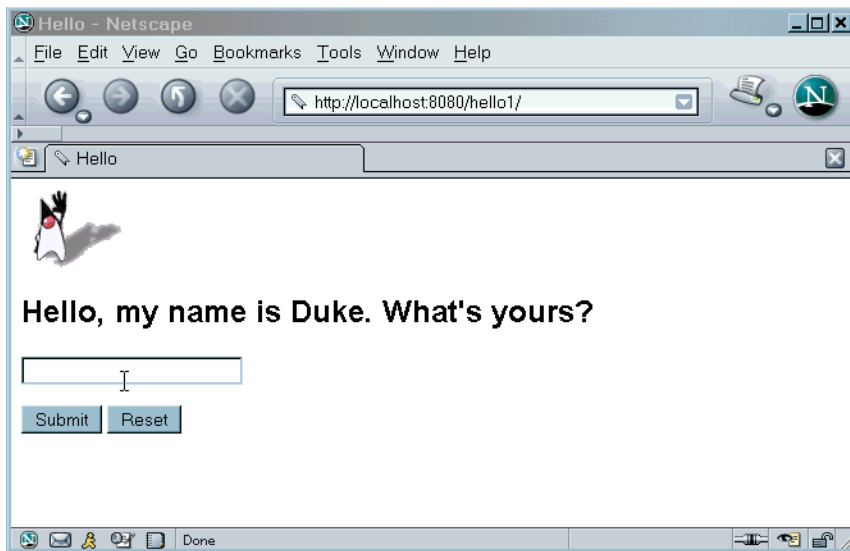 Hello - Netscape
File Edit View Go Bookmarks Tools Window Help
http://localhost:8080/hello1/
N
Hello
Hello, my name is Duke. What's yours?
Submit Reset
Done